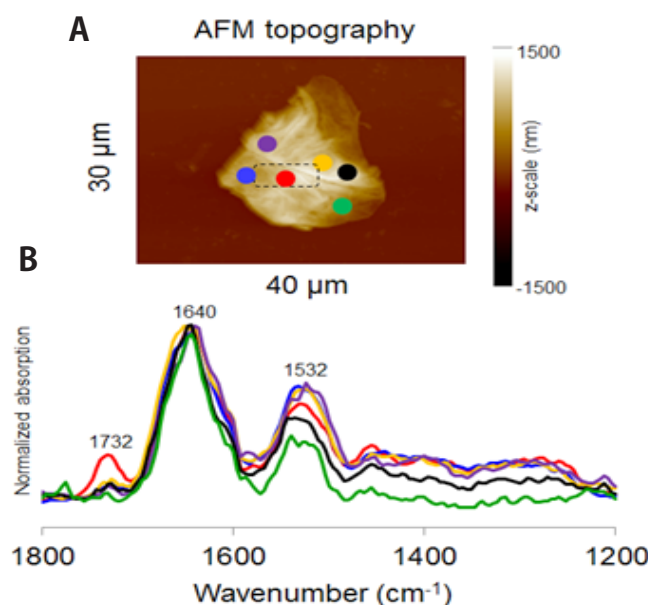 A
AFM topography
30 µm
40 µm
1500
z-scale (nm)
-1500
B
1640
1532
1732
Normalized absorption
1800
1600
1400
1200
Wavenumber (cm-1)